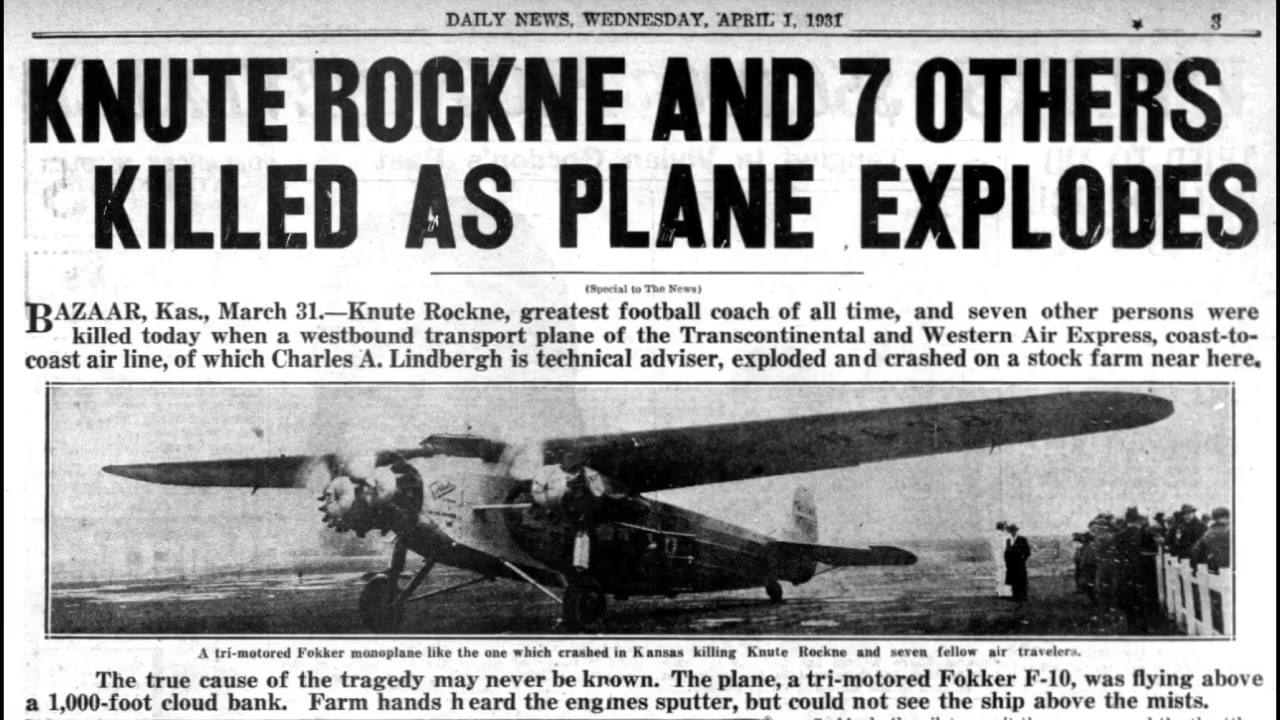 DAILY NEWS, WEDNESDAY, APRIL 1, 1931 ★ 3
KNUTE ROCKNE AND 7 OTHERS
KILLED AS PLANE EXPLODES
(Special to The News)
BAZAAR, Kas., March 31.—Knute Rockne, greatest football coach of all time, and seven other persons were
killed today when a westbound transport plane of the Transcontinental and Western Air Express, coast-to-
coast air line, of which Charles A. Lindbergh is technical adviser, exploded and crashed on a stock farm near here.
A tri-motored Fokker monoplane like the one which crashed in Kansas killing Knute Rockne and seven fellow air travelers.
The true cause of the tragedy may never be known. The plane, a tri-motored Fokker F-10, was flying above
a 1,000-foot cloud bank. Farm hands heard the engines sputter, but could not see the ship above the mists.